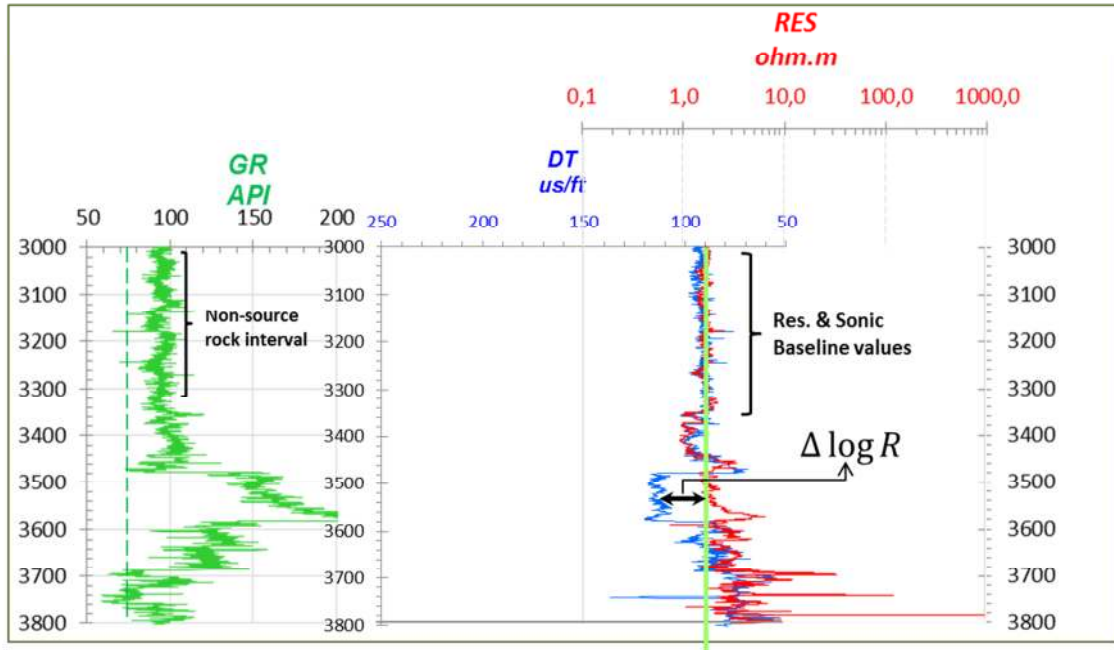 RES
ohm.m
0,1 1,0 10,0 100,0 1000,0
GR
API
DT
us/ft
50 100 150 200
250 200 150 100 50
3000 3000 3000
3100 3100 3100
3200 3200 3200
3300 3300 3300
3400 3400 3400
3500 3500 3500
3600 3600 3600
3700 3700 3700
3800 3800 3800
Non-source
rock interval
Res. & Sonic
Baseline values
Δ log R